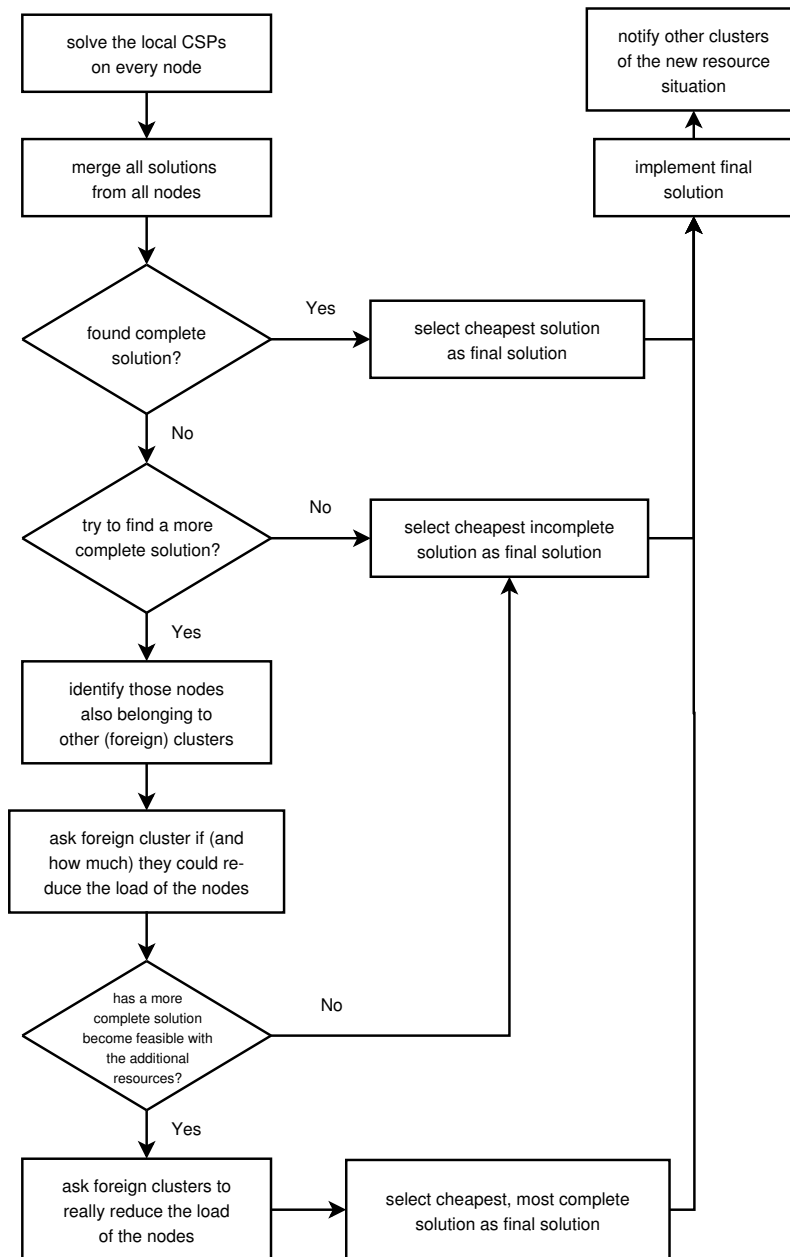 solve the local CSPs
on every node
notify other clusters
of the new resource
situation
merge all solutions
from all nodes
implement final
solution
found complete
solution?
Yes
select cheapest solution
as final solution
No
try to find a more
complete solution?
No
select cheapest incomplete
solution as final solution
Yes
identify those nodes
also belonging to
other (foreign) clusters
ask foreign cluster if (and
how much) they could re-
duce the load of the nodes
has a more
complete solution
become feasible with
the additional
resources?
No
Yes
ask foreign clusters to
really reduce the load
of the nodes
select cheapest, most complete
solution as final solution